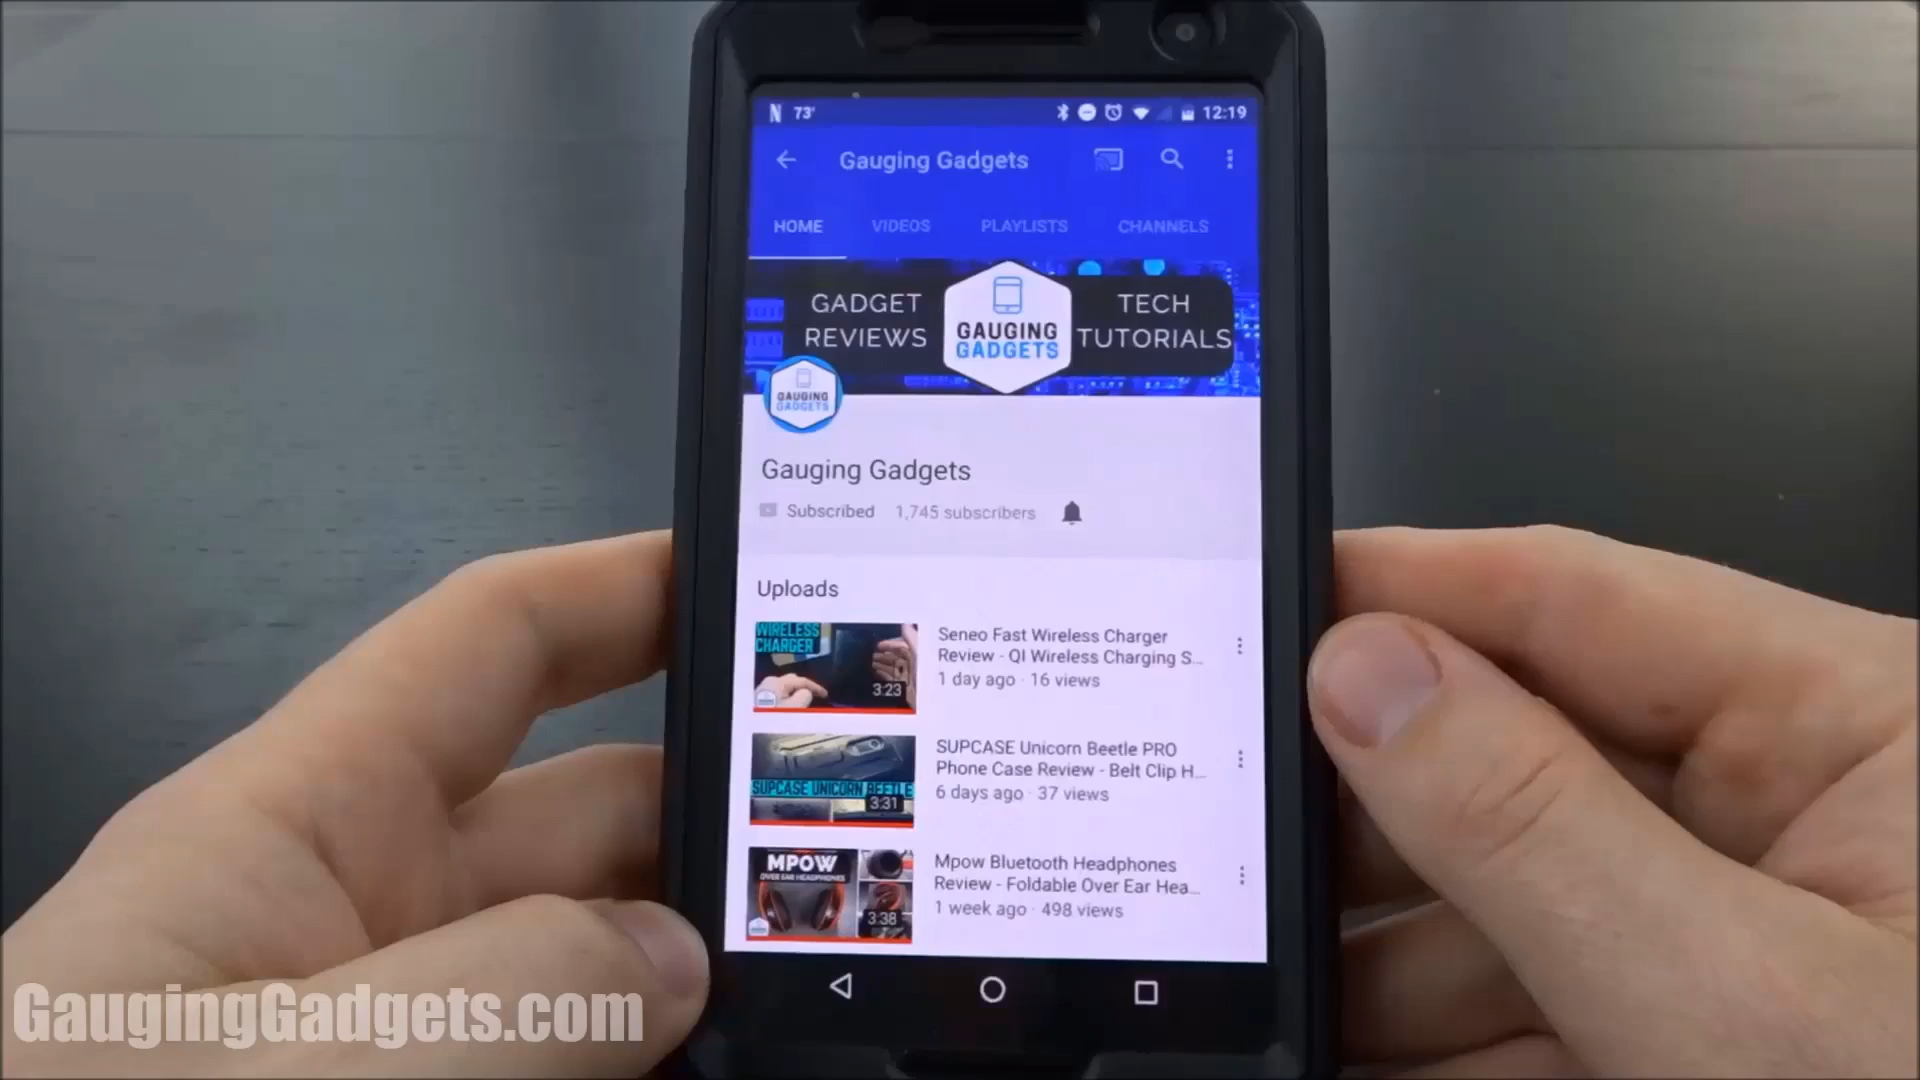 73°
12:19
Gauging Gadgets
HOME
VIDEOS
PLAYLISTS
CHANNELS
GADGET
REVIEWS
GAUGING
GADGETS
TECH
TUTORIALS
GAUGING
GADGETS
Gauging Gadgets
Subscribed
1,745 subscribers
Uploads
WIRELESS
CHARGER
3:23
Seneo Fast Wireless Charger
Review - QI Wireless Charging S...
1 day ago · 16 views
SUPCASE UNICORN BEETLE
3:31
SUPCASE Unicorn Beetle PRO
Phone Case Review - Belt Clip H...
6 days ago · 37 views
MPOW
OVER EAR HEADPHONES
3:38
Mpow Bluetooth Headphones
Review - Foldable Over Ear Hea...
1 week ago · 498 views
GaugingGadgets.com